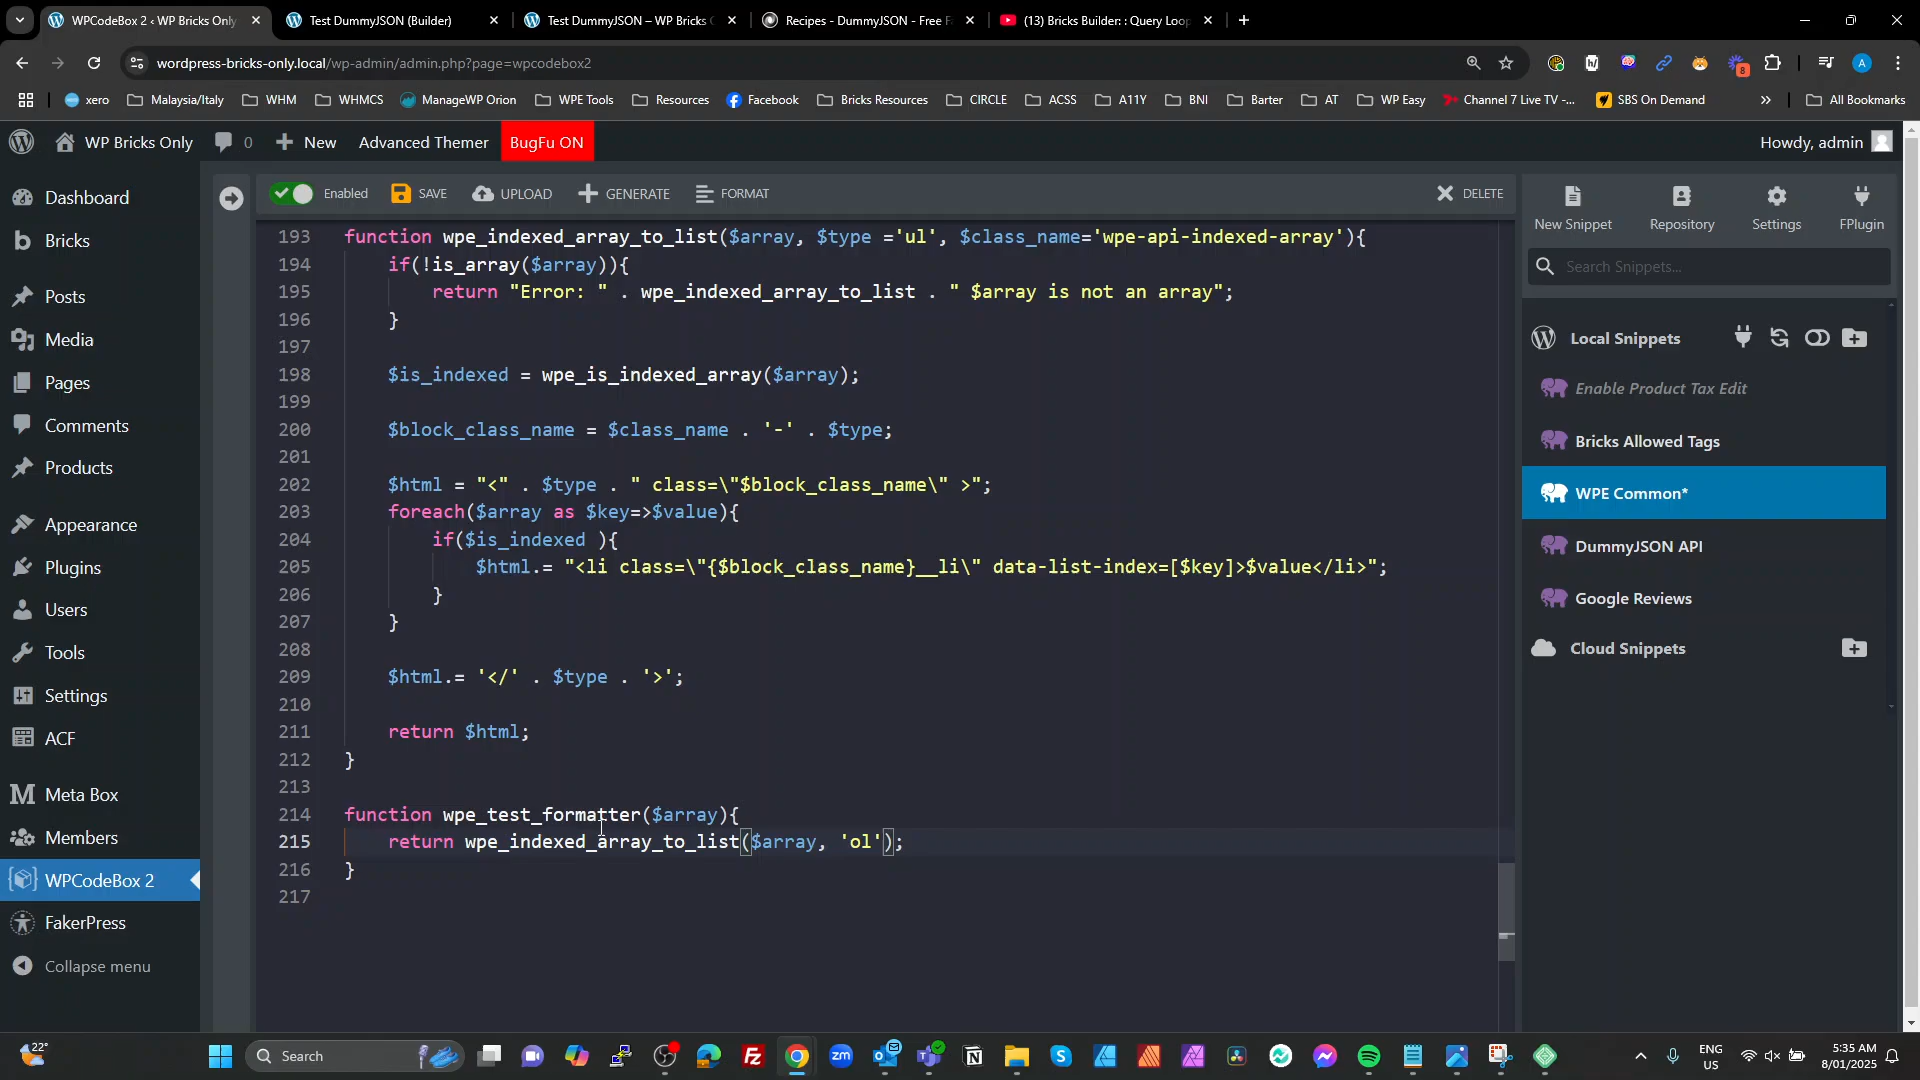 WPCodeBox 2 ‹ WP Bricks Only
Test DummyJSON (Builder)
Test DummyJSON – WP Bricks
Recipes - DummyJSON - Free
(13) Bricks Builder: : Query Loop
wordpress-bricks-only.local/wp-admin/admin.php?page=wpcodebox2
8
A
xero
Malaysia/Italy
WHM
WHMCS
ManageWP Orion
WPE Tools
Resources
Facebook
Bricks Resources
CIRCLE
ACSS
A11Y
BNI
Barter
AT
WP Easy
Channel 7 Live TV -...
SBS On Demand
All Bookmarks
WP Bricks Only
0
New
Advanced Themer
BugFu ON
Howdy, admin
Dashboard
Bricks
Posts
Media
Pages
Comments
Products
Appearance
Plugins
Users
Tools
Settings
ACF
Meta Box
Members
WPCodeBox 2
FakerPress
Collapse menu
Enabled
SAVE
UPLOAD
GENERATE
FORMAT
DELETE
193 function wpe_indexed_array_to_list($array, $type ='ul', $class_name='wpe-api-indexed-array'){
194 if(!is_array($array)){
195 return "Error: " . wpe_indexed_array_to_list . " $array is not an array";
196 }
197
198 $is_indexed = wpe_is_indexed_array($array);
199
200 $block_class_name = $class_name . '-' . $type;
201
202 $html = "<" . $type . " class=\"$block_class_name\" >";
203 foreach($array as $key=>$value){
204 if($is_indexed ){
205 $html.= "<li class=\"{$block_class_name}__li\" data-list-index=[$key]>$value</li>";
206 }
207 }
208
209 $html.= '</' . $type . '>';
210
211 return $html;
212 }
213
214 function wpe_test_formatter($array){
215 return wpe_indexed_array_to_list($array, 'ol');
216 }
217
New Snippet
Repository
Settings
FPlugin
Search Snippets...
Local Snippets
Enable Product Tax Edit
Bricks Allowed Tags
WPE Common*
DummyJSON API
Google Reviews
Cloud Snippets
22°
Search
zm
ENG
US
5:35 AM
8/01/2025